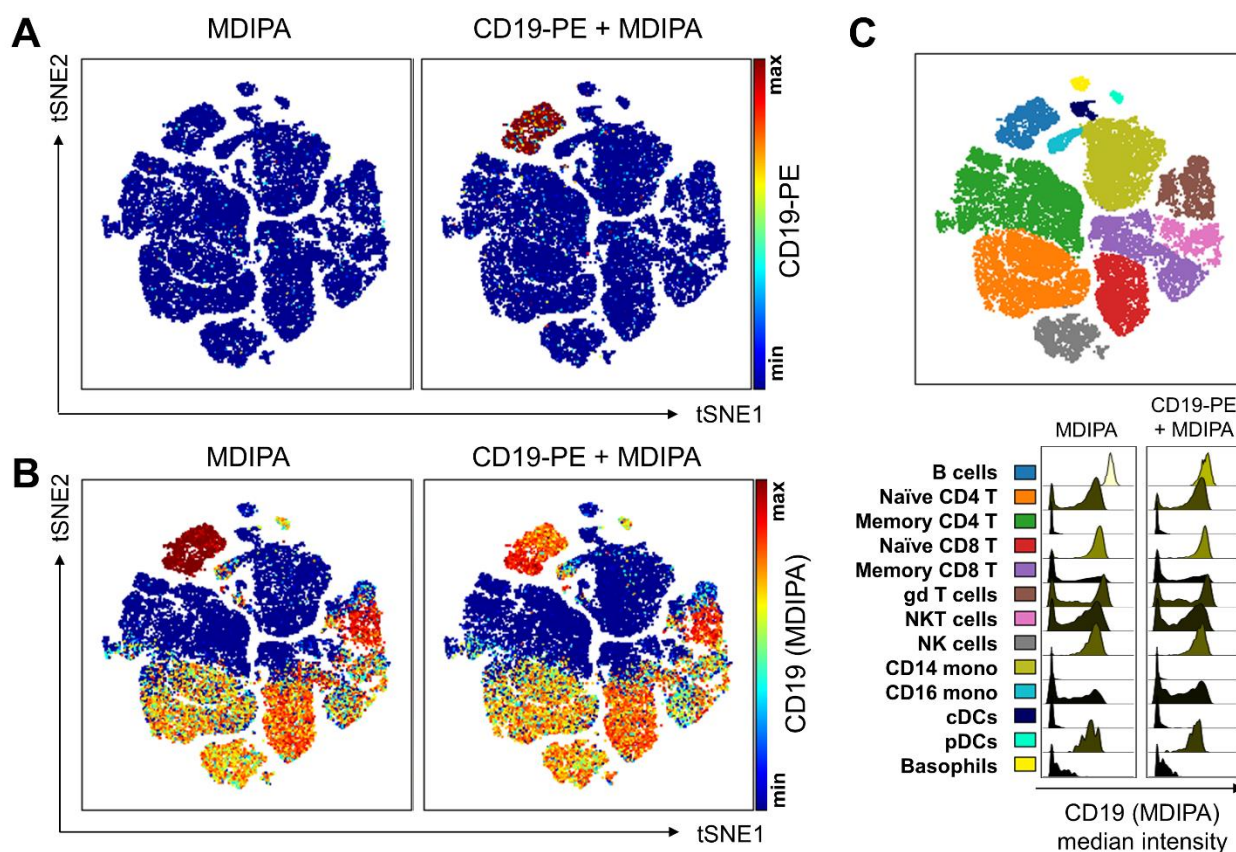 A
MDIPA
CD19-PE + MDIPA
tSNE2
max
CD19-PE
min
tSNE1
B
MDIPA
CD19-PE + MDIPA
tSNE2
max
CD19 (MDIPA)
min
tSNE1
C
MDIPA
CD19-PE
+ MDIPA
B cells
Naïve CD4 T
Memory CD4 T
Naïve CD8 T
Memory CD8 T
gd T cells
NKT cells
NK cells
CD14 mono
CD16 mono
cDCs
pDCs
Basophils
CD19 (MDIPA)
median intensity